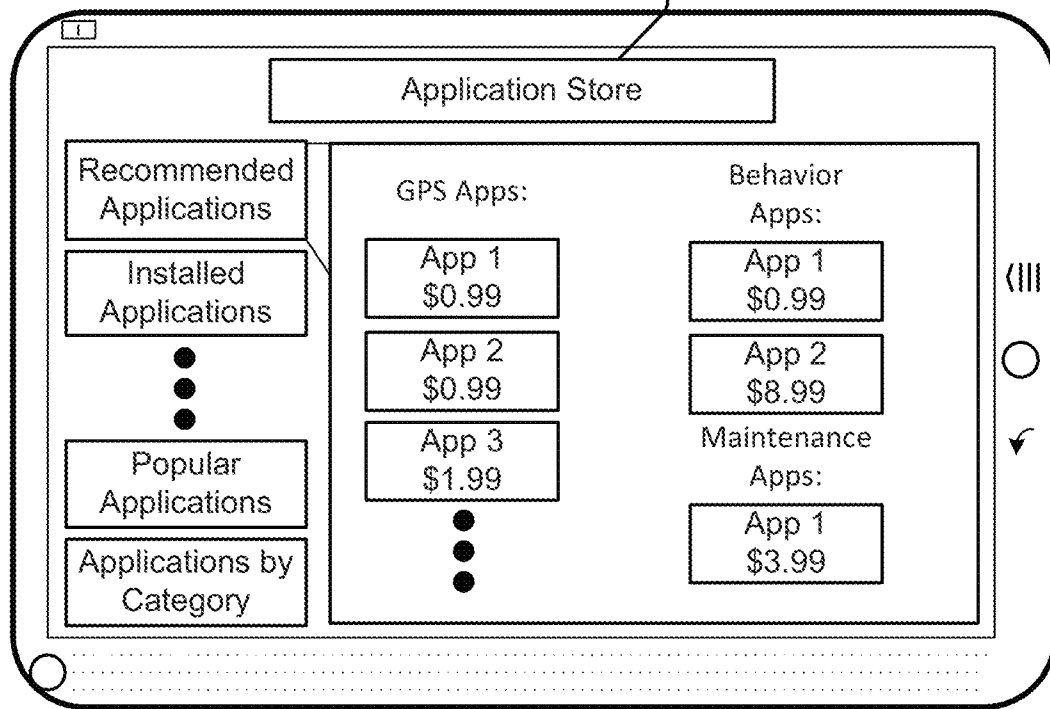 Application Store
Recommended
Applications
Installed
Applications
Popular
Applications
Applications by
Category
GPS Apps:
App 1
$0.99
App 2
$0.99
App 3
$1.99
Behavior
Apps:
App 1
$0.99
App 2
$8.99
Maintenance
Apps:
App 1
$3.99